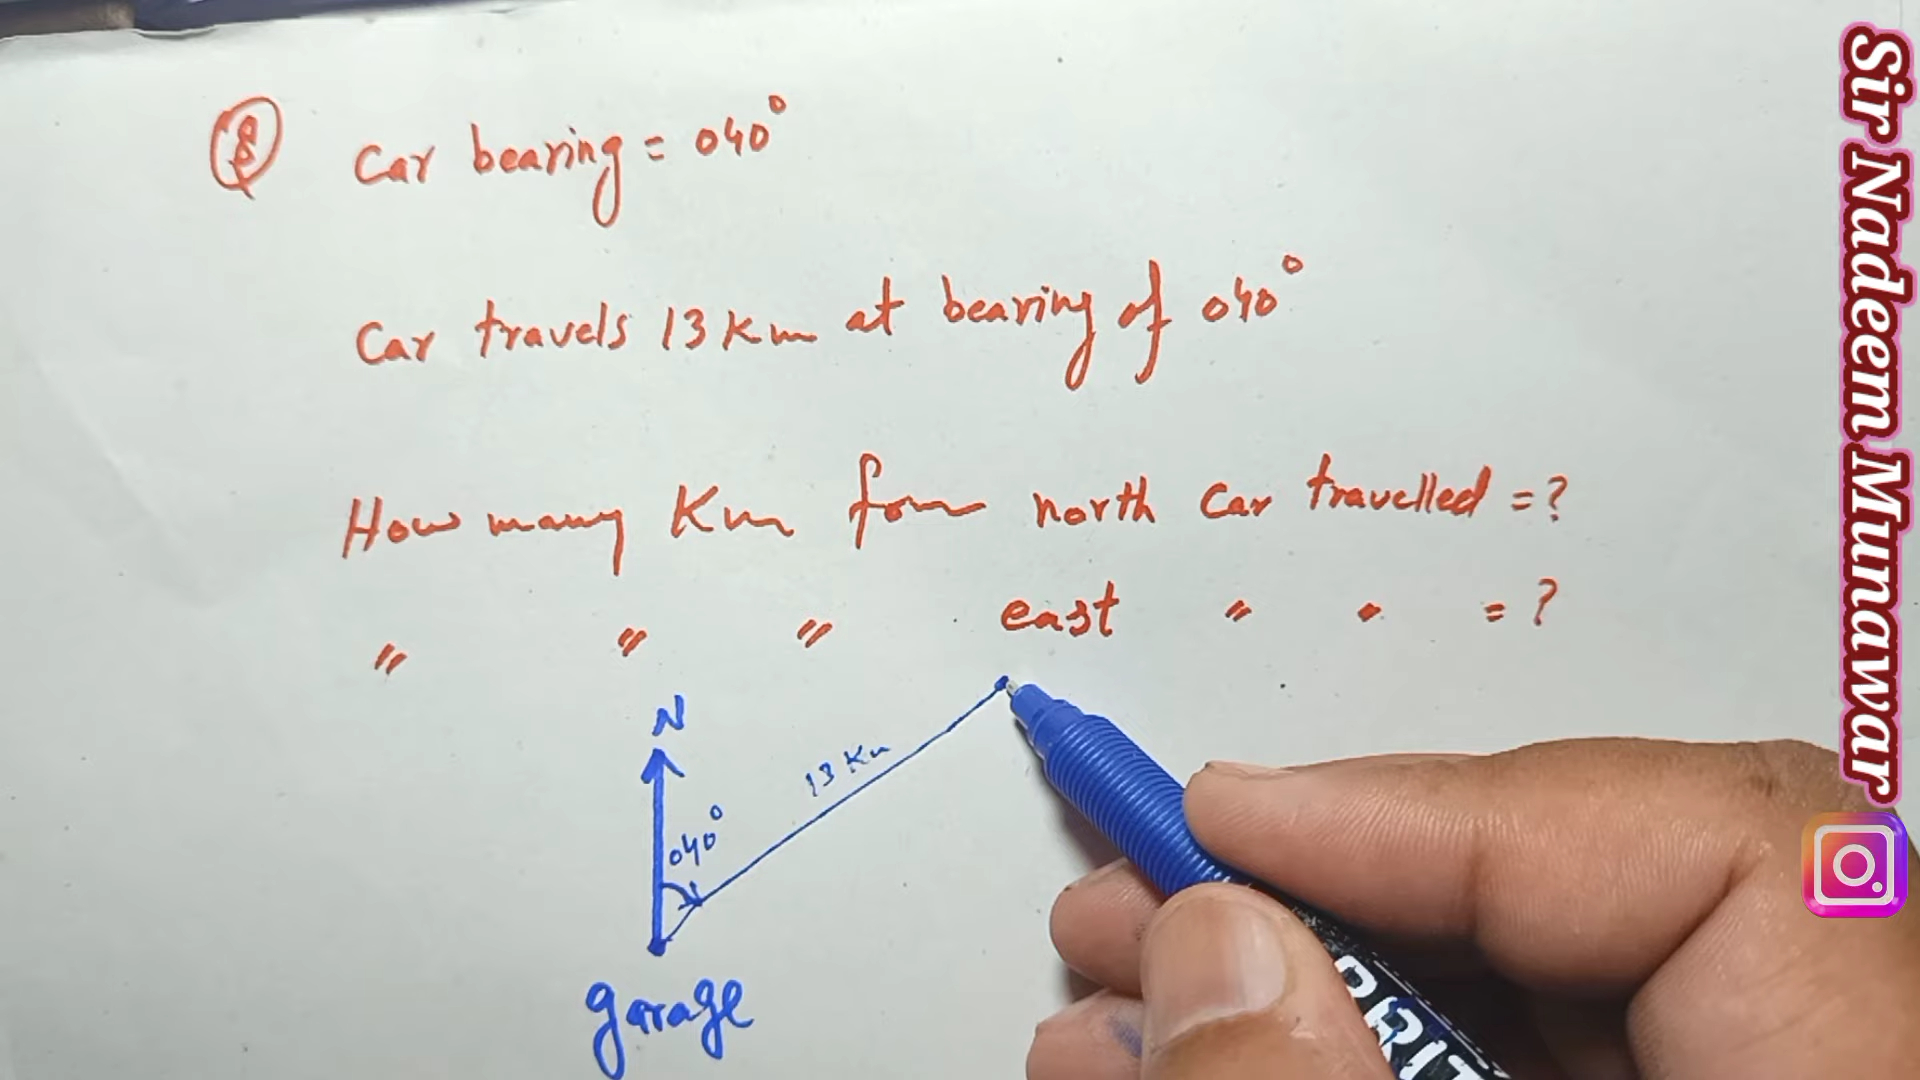 Q Car bearing = 040°
Car travels 13 Km at bearing of 040°
How many Km from north Car travelled = ?
" " " east " " = ?
N
13 Km
040°
garage
Sir Nadeem Munawar